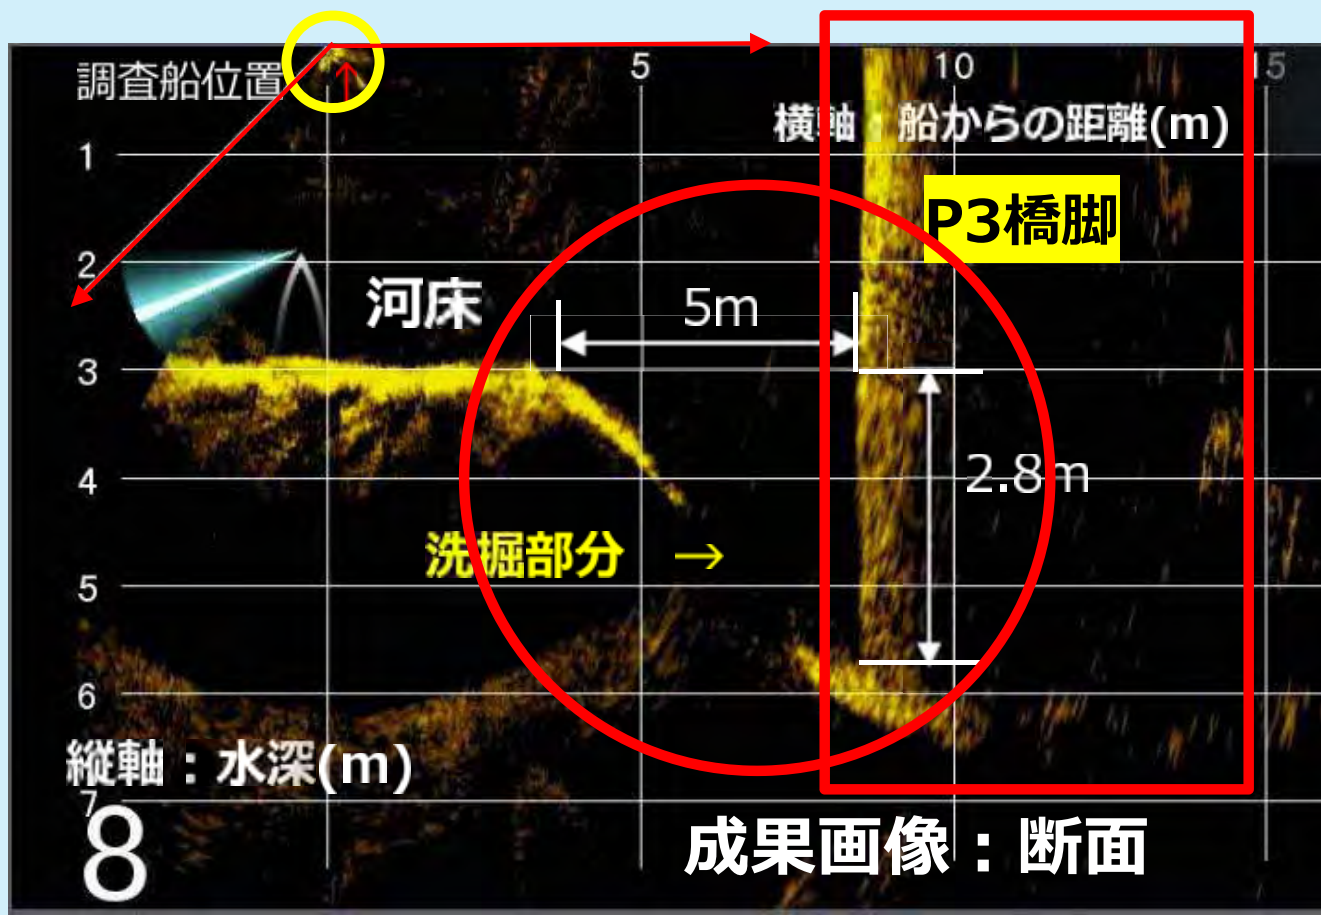 調査船位置
5
10
15
横軸：船からの距離(m)
1
P3橋脚
2
河床
5m
3
4
2.8m
洗掘部分 →
5
6
縦軸：水深(m)
7
8
成果画像：断面